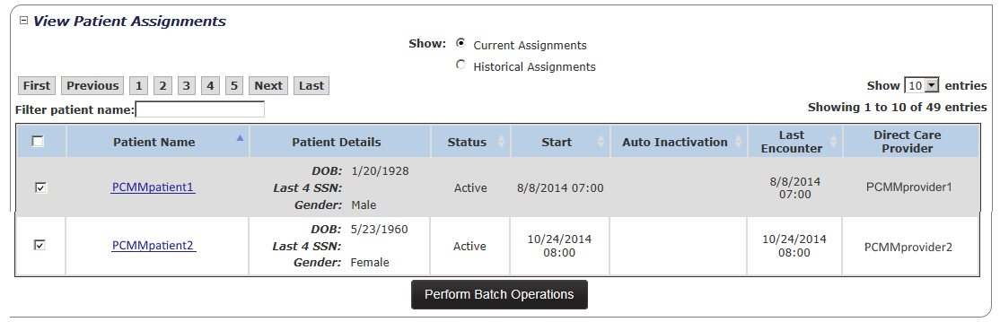 View Patient Assignments
Show: Current Assignments
Historical Assignments
First Previous 1 2 3 4 5 Next Last
Show 10 entries
Filter patient name:
Showing 1 to 10 of 49 entries
Patient Name Patient Details Status Start Auto Inactivation Last Encounter Direct Care Provider
PCMMpatient1 DOB: 1/20/1928 Last 4 SSN: Gender: Male Active 8/8/2014 07:00 8/8/2014 07:00 PCMMprovider1
PCMMpatient2 DOB: 5/23/1960 Last 4 SSN: Gender: Female Active 10/24/2014 08:00 10/24/2014 08:00 PCMMprovider2
Perform Batch Operations